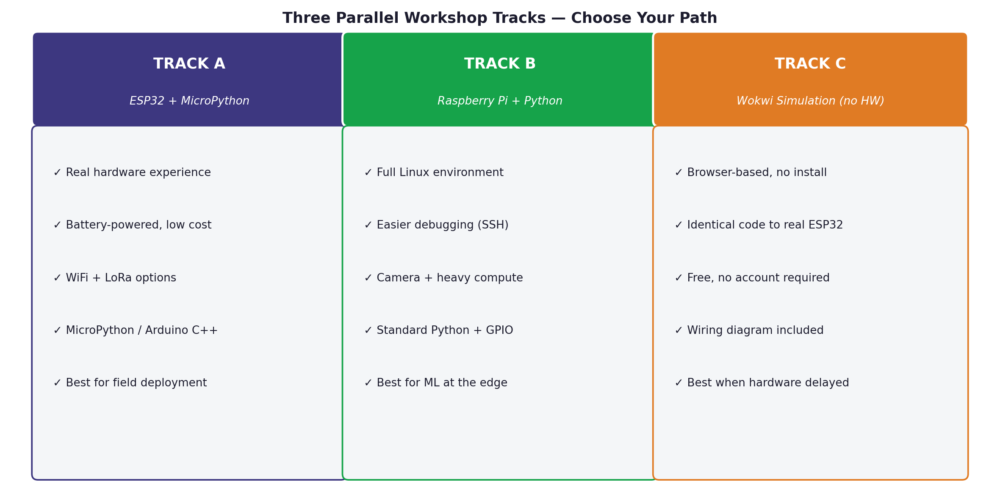 Three Parallel Workshop Tracks — Choose Your Path
TRACK A
ESP32 + MicroPython
✓ Real hardware experience
✓ Battery-powered, low cost
✓ WiFi + LoRa options
✓ MicroPython / Arduino C++
✓ Best for field deployment
TRACK B
Raspberry Pi + Python
✓ Full Linux environment
✓ Easier debugging (SSH)
✓ Camera + heavy compute
✓ Standard Python + GPIO
✓ Best for ML at the edge
TRACK C
Wokwi Simulation (no HW)
✓ Browser-based, no install
✓ Identical code to real ESP32
✓ Free, no account required
✓ Wiring diagram included
✓ Best when hardware delayed